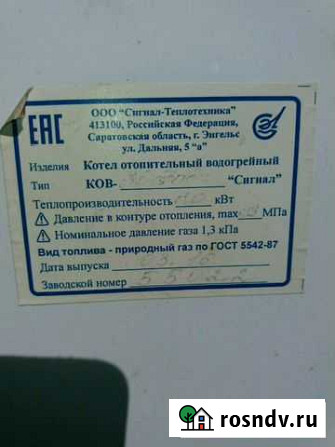 EAC
ООО "Сигнал-Теплотехника"
413100, Российская Федерация,
Саратовская область, г. Энгельс
ул. Дальняя, 5 "а"
Изделия Котел отопительный водогрейный
Тип КОВ- "Сигнал"
Теплопроизводительность кВт
Давление в контуре отопления, max МПа
Номинальное давление газа 1,3 кПа
Вид топлива - природный газ по ГОСТ 5542-87
Дата выпуска
Заводской номер
rosndv.ru